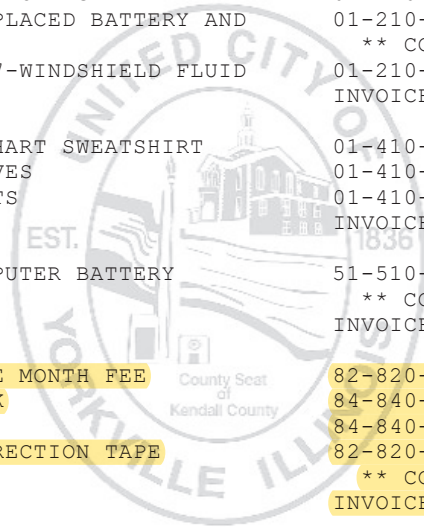 PLACED BATTERY AND 01-210-
** CO
7-WINDSHIELD FLUID 01-210-
INVOICE
HART SWEATSHIRT 01-410-
VES 01-410-
TS 01-410-
INVOICE
PUTER BATTERY 51-510-
** CO
INVOICE
E MONTH FEE 82-820-
K 84-840-
84-840-
RECTION TAPE 82-820-
** CO
INVOICE
UNITED CITY OF
EST. 1836
County Seat
of
Kendall County
YORKVILLE ILLINOIS